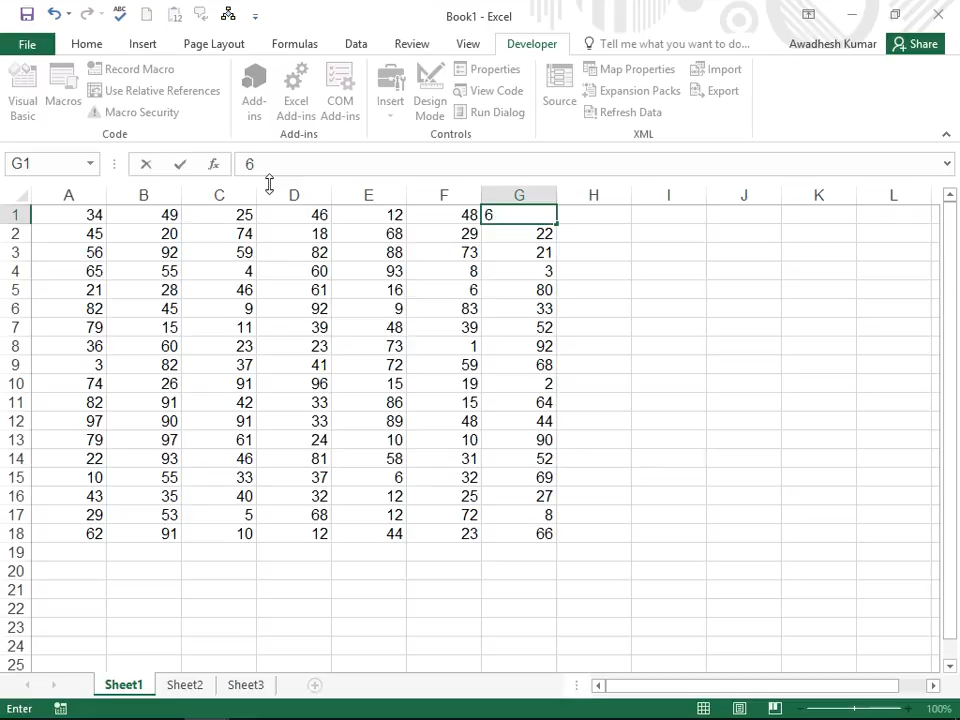 Book1 - Excel
File Home Insert Formulas Page Layout Data Review View Developer Tell me what you want to do... Awadhesh Kumar Share
Visual Basic
Macros
Record Macro
Use Relative References
Macro Security
Code
Add-ins
Excel Add-ins
COM Add-ins
Add-ins
Insert
Design Mode
Properties
View Code
Run Dialog
Controls
Source
Map Properties
Expansion Packs
Refresh Data
Import
Export
XML
G1 fx 6
A B C D E F G H I J K L
1 34 49 25 46 12 48 6
2 45 20 74 18 68 29 22
3 56 92 59 82 88 73 21
4 65 55 4 60 93 8 3
5 21 28 46 61 16 6 80
6 82 45 9 92 9 83 33
7 79 15 11 39 48 39 52
8 36 60 23 23 73 1 92
9 3 82 37 41 72 59 68
10 74 26 91 96 15 19 2
11 82 91 42 33 86 15 64
12 97 90 91 33 89 48 44
13 79 97 61 24 10 10 90
14 22 93 46 81 58 31 52
15 10 55 33 37 6 32 69
16 43 35 40 32 12 25 27
17 29 53 5 68 12 72 8
18 62 91 10 12 44 23 66
19
20
21
22
23
24
25
Sheet1 Sheet2 Sheet3
Enter 100%